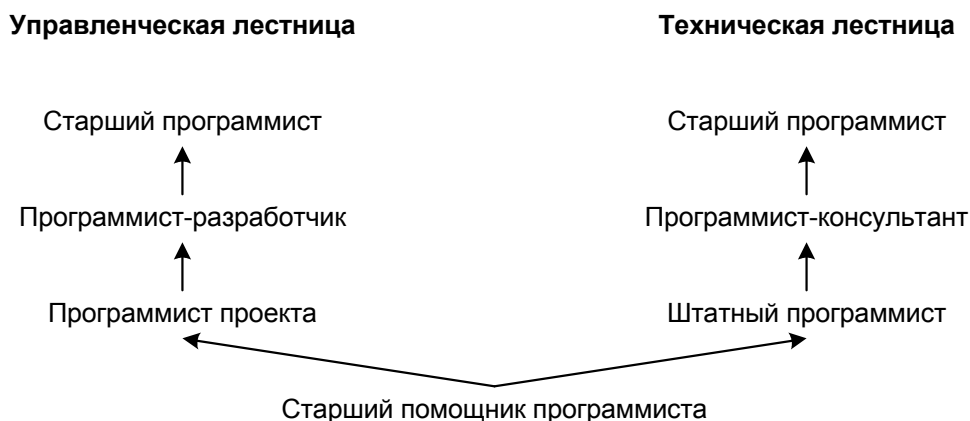 Управленческая лестница Техническая лестница
Старший программист Старший программист
Программист-разработчик Программист-консультант
Программист проекта Штатный программист
Старший помощник программиста